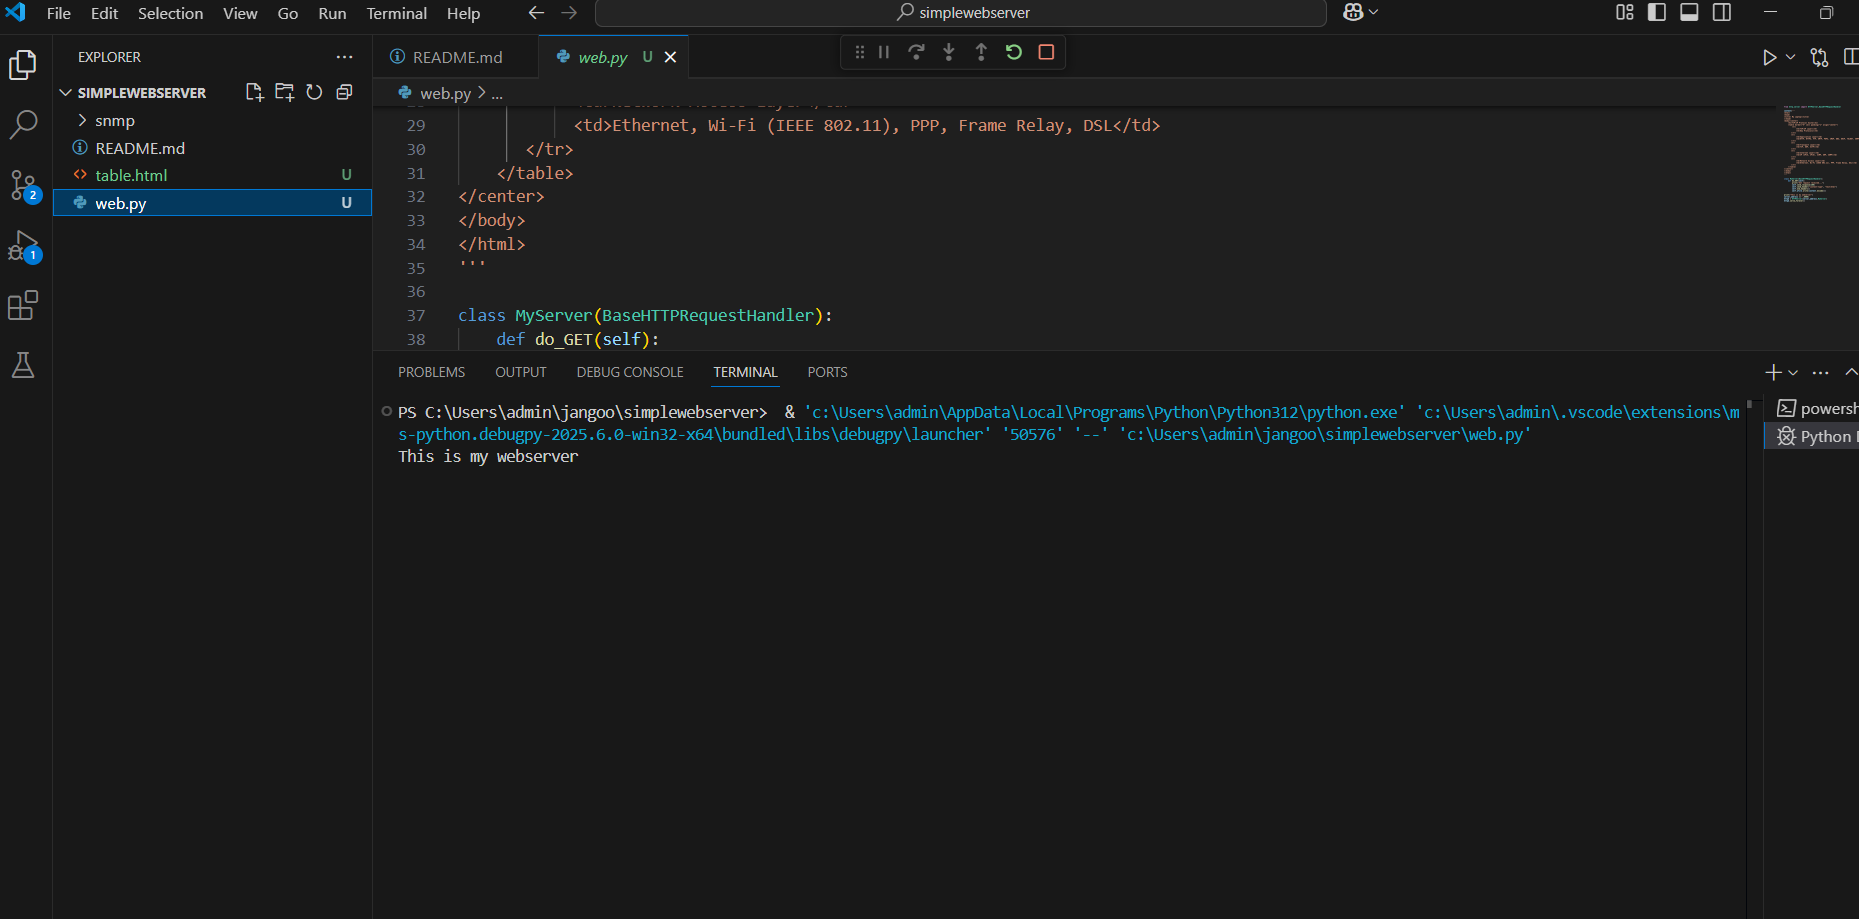 File Edit Selection View Go Run Terminal Help
simplewebserver
EXPLORER
SIMPLEWEBSERVER
snmp
README.md
table.html U
web.py U
2
1
README.md
web.py U
web.py > ...
29 <td>Ethernet, Wi-Fi (IEEE 802.11), PPP, Frame Relay, DSL</td>
30 </tr>
31 </table>
32 </center>
33 </body>
34 </html>
35 '''
36
37 class MyServer(BaseHTTPRequestHandler):
38 def do_GET(self):
PROBLEMS OUTPUT DEBUG CONSOLE TERMINAL PORTS
PS C:\Users\admin\jangoo\simplewebserver> & 'c:\Users\admin\AppData\Local\Programs\Python\Python312\python.exe' 'c:\Users\admin\.vscode\extensions\m
s-python.debugpy-2025.6.0-win32-x64\bundled\libs\debugpy\launcher' '50576' '--' 'c:\Users\admin\jangoo\simplewebserver\web.py'
This is my webserver
powersh
Python